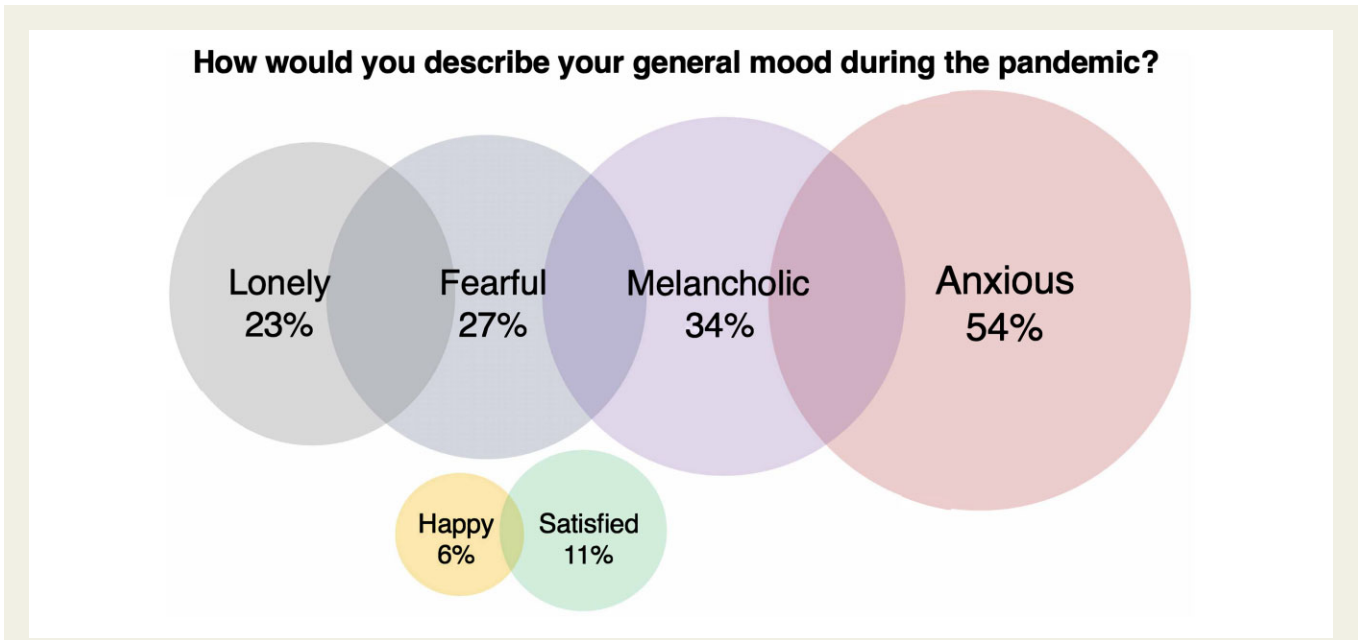 How would you describe your general mood during the pandemic?
Lonely
23%
Fearful
27%
Melancholic
34%
Anxious
54%
Happy
6%
Satisfied
11%